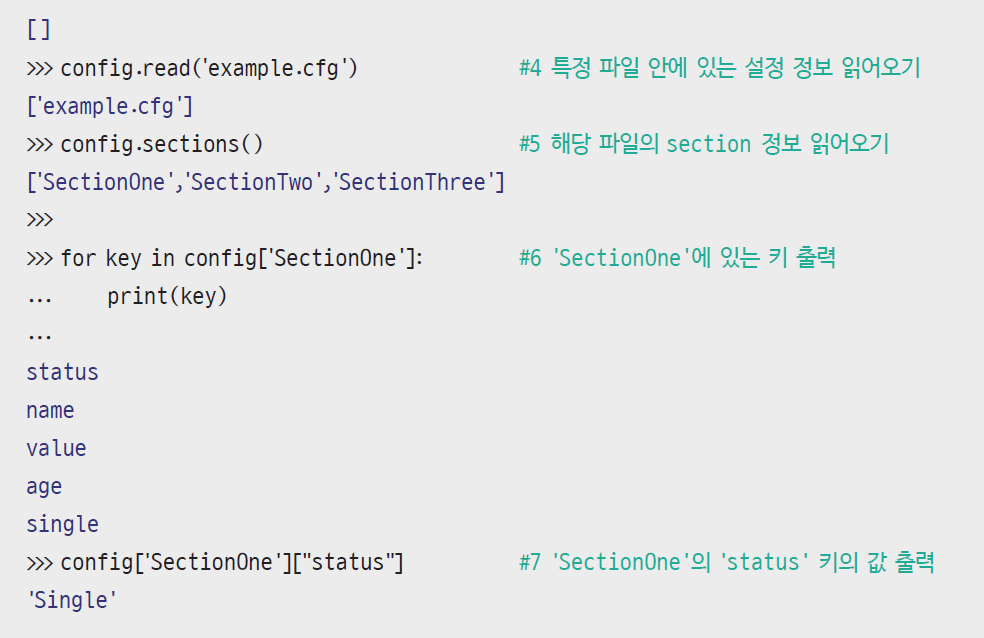 []
>>> config.read('example.cfg') #4 특정 파일 안에 있는 설정 정보 읽어오기
['example.cfg']
>>> config.sections() #5 해당 파일의 section 정보 읽어오기
['SectionOne','SectionTwo','SectionThree']
>>>
>>> for key in config['SectionOne']: #6 'SectionOne'에 있는 키 출력
... print(key)
...
status
name
value
age
single
>>> config['SectionOne']["status"] #7 'SectionOne'의 'status' 키의 값 출력
'Single'